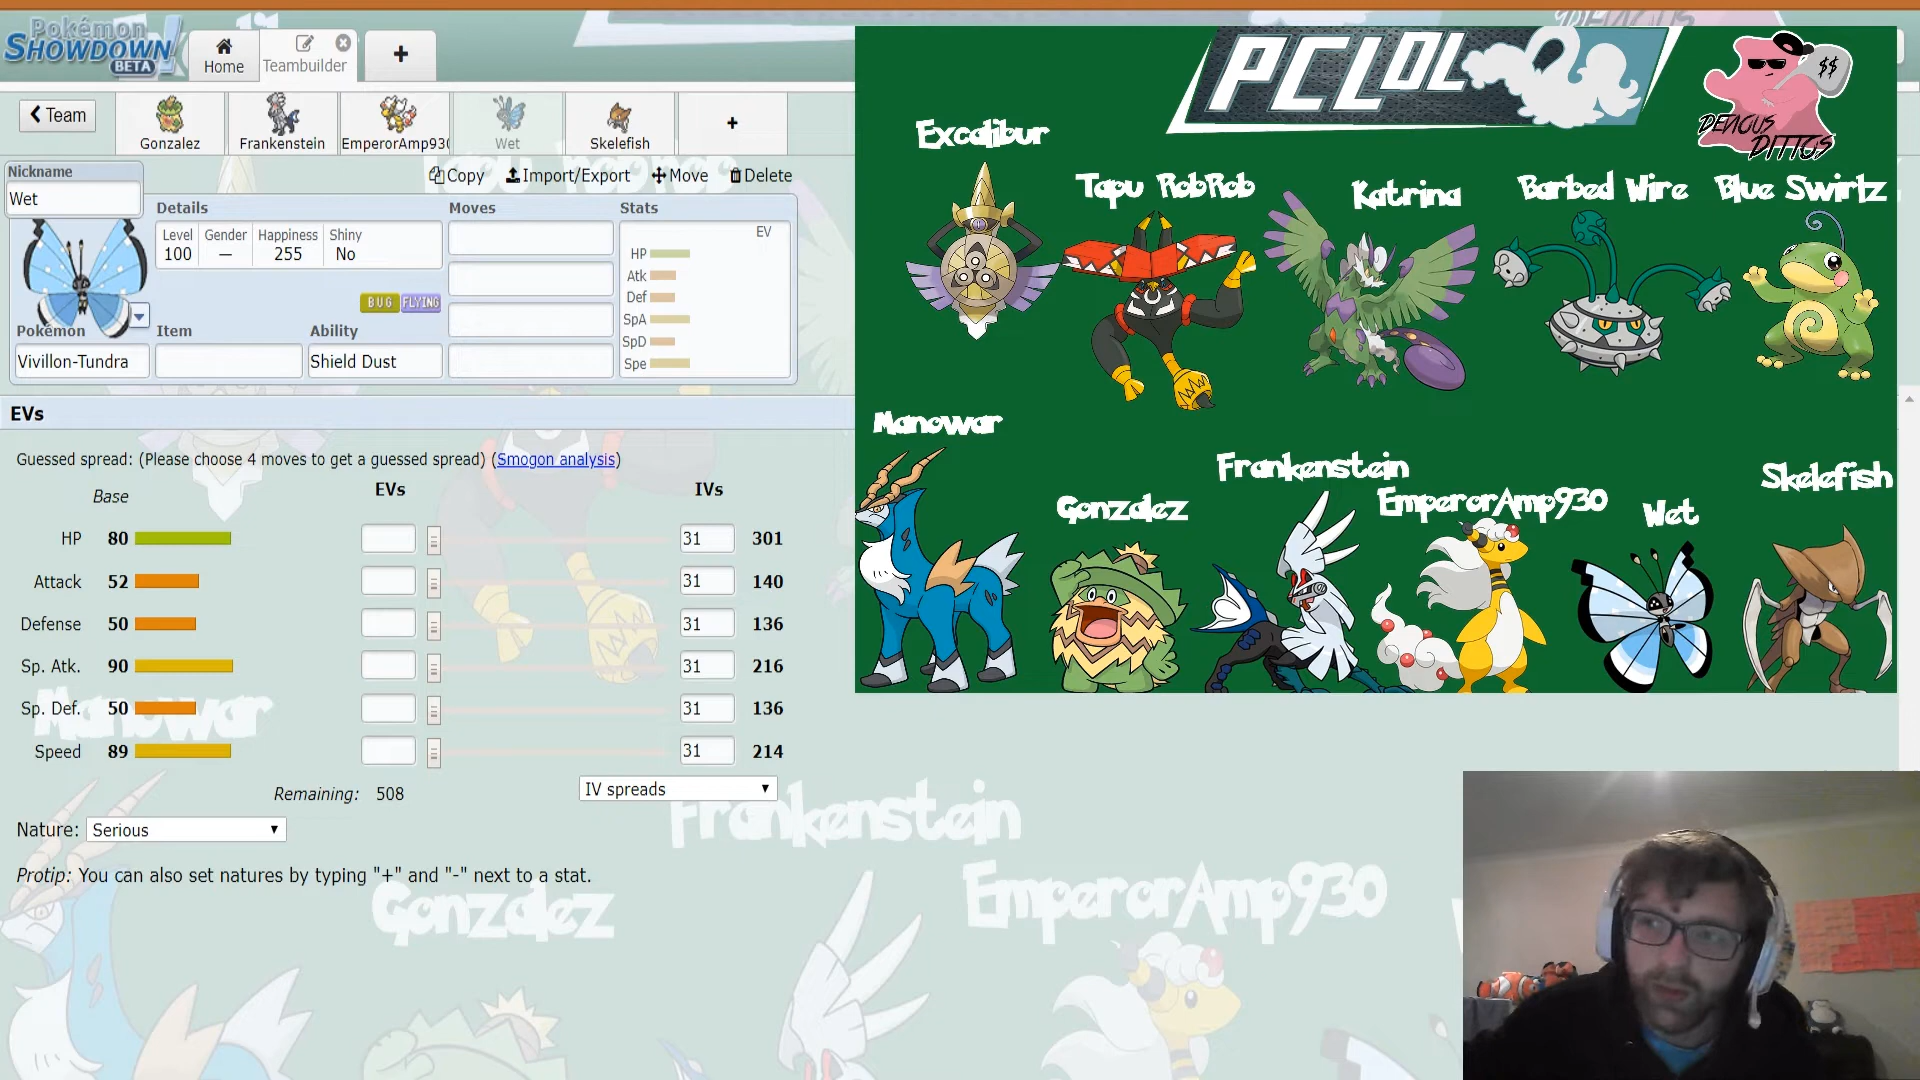 Pokémon
SHOWDOWN!
BETA
Home
Teambuilder
+
Team
Gonzalez
Frankenstein
EmperorAmp930
Wet
Skelefish
+
Nickname
Wet
Copy
Import/Export
Move
Delete
Details
Moves
Stats
Level
Gender
Happiness
Shiny
100
—
255
No
EV
HP
Atk
Def
SpA
SpD
Spe
BUG
FLYING
Pokémon
Item
Ability
Vivillon-Tundra
Shield Dust
EVs
Guessed spread: (Please choose 4 moves to get a guessed spread) (Smogon analysis)
Base
EVs
IVs
HP 80 31 301
Attack 52 31 140
Defense 50 31 136
Sp. Atk. 90 31 216
Sp. Def. 50 31 136
Speed 89 31 214
Remaining: 508
IV spreads
Nature: Serious
Protip: You can also set natures by typing "+" and "-" next to a stat.
PCLOL
$$
DEVIOUS
DITTOS
Excalibur
Tapu RobRob
Katrina
Barbed Wire
Blue Swirlz
Manowar
Gonzalez
Frankenstein
EmperorAmp930
Wet
Skelefish
Manowar
Frankenstein
EmperorAmp930
Gonzalez